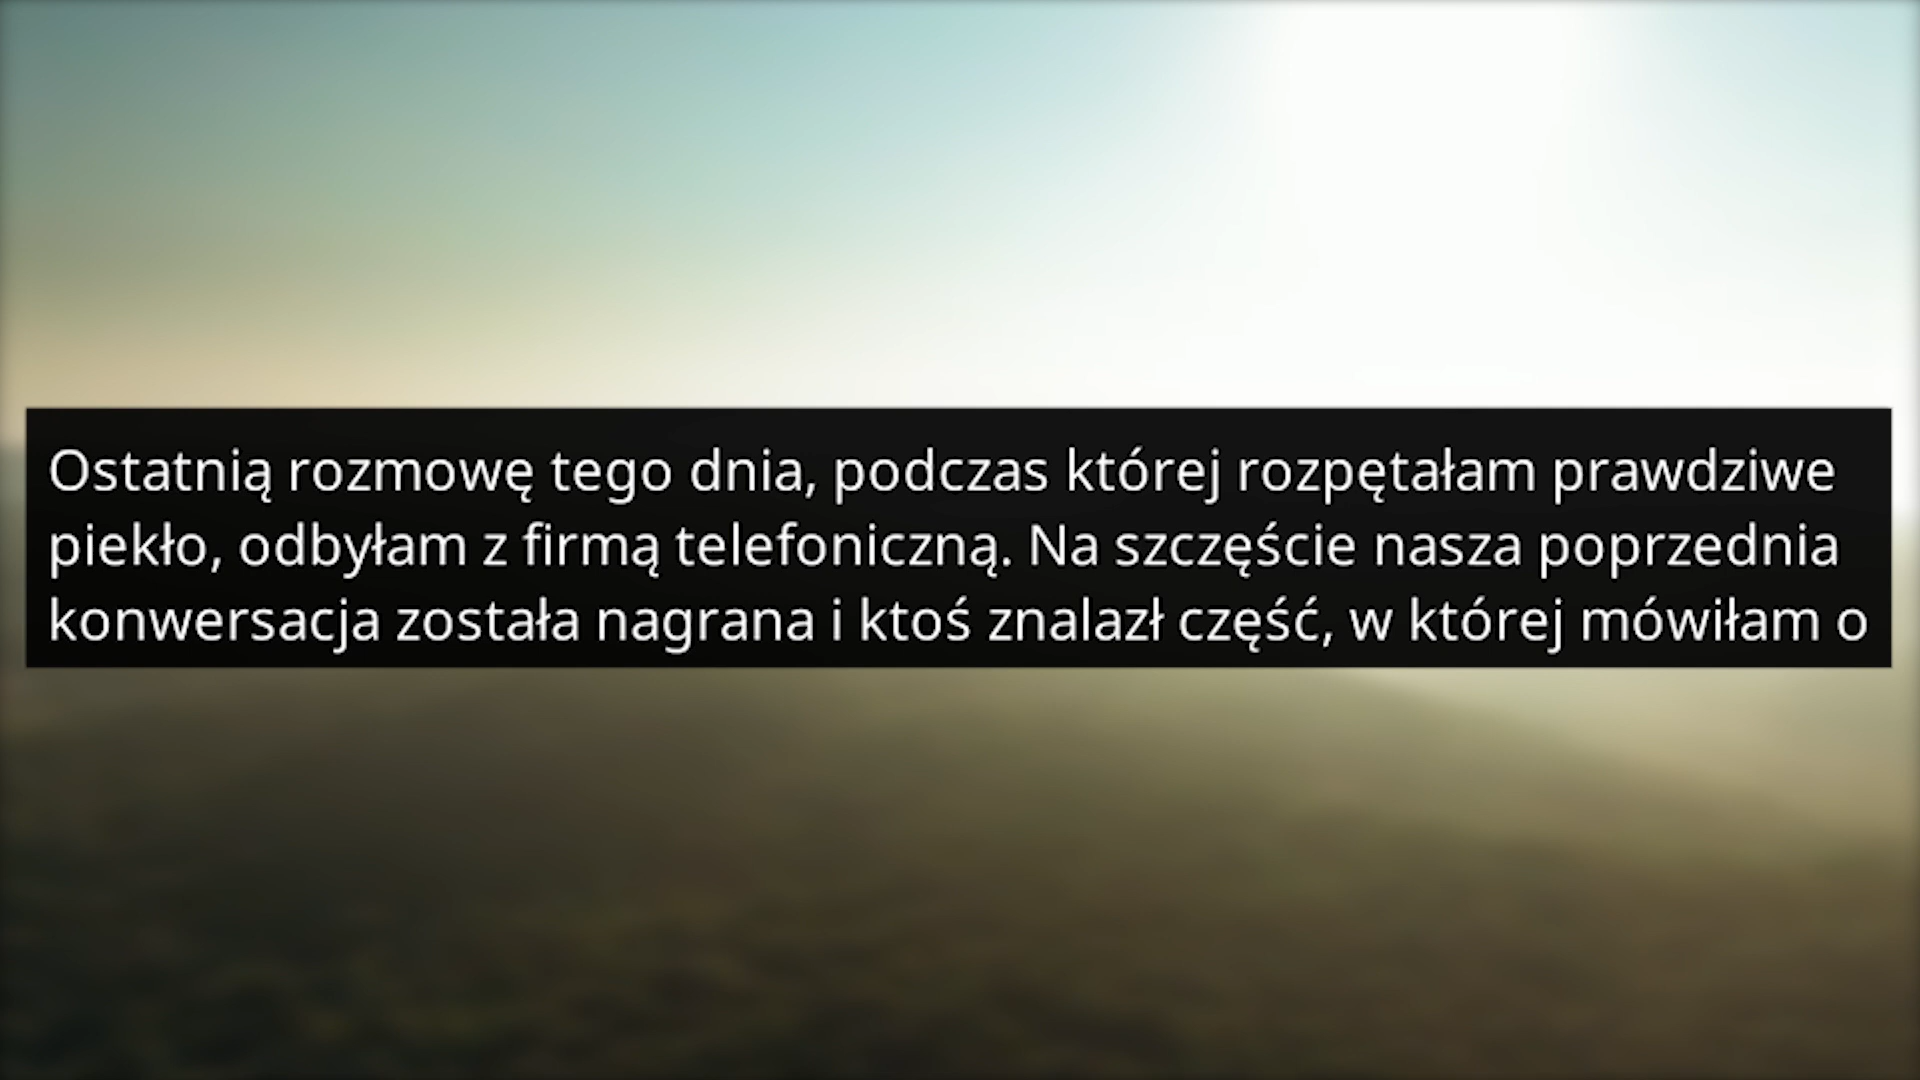 Ostatnią rozmowę tego dnia, podczas której rozpętałam prawdziwe
piekło, odbyłam z firmą telefoniczną. Na szczęście nasza poprzednia
konwersacja została nagrana i ktoś znalazł część, w której mówiłam o